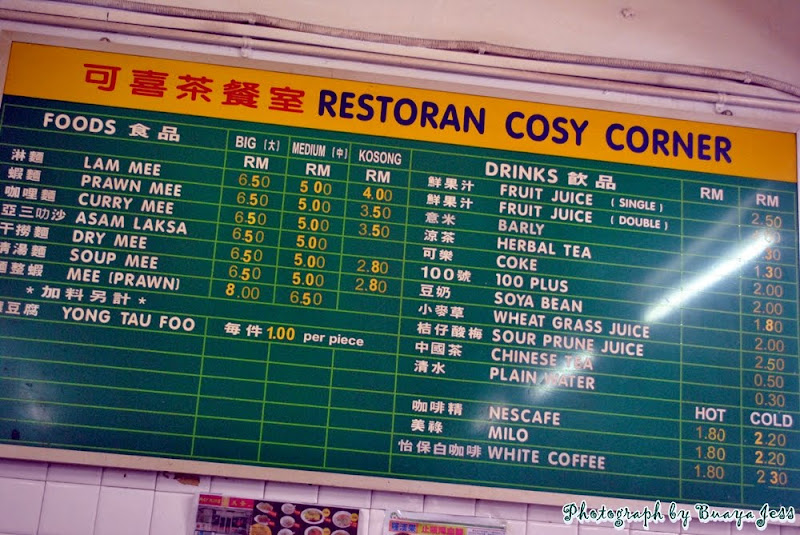 可喜茶餐室 RESTORAN COSY CORNER
FOODS 食品 BIG [大] MEDIUM [中] KOSONG
RM RM RM
淋麵 LAM MEE 6.50 5.00 4.00
蝦麵 PRAWN MEE 6.50 5.00 3.50
咖哩麵 CURRY MEE 6.50 5.00 3.50
亞三叻沙 ASAM LAKSA 6.50 5.00
干撈麵 DRY MEE 6.50 5.00 2.80
清湯麵 SOUP MEE 6.50 5.00 2.80
麵整蝦 MEE (PRAWN) 8.00 6.50
* 加料另計 *
豆腐 YONG TAU FOO 每件 1.00 per piece
DRINKS 飲品 RM RM
鮮果汁 FRUIT JUICE (SINGLE) 2.50
鮮果汁 FRUIT JUICE (DOUBLE)
意米 BARLY
涼茶 HERBAL TEA 1.30
可樂 COKE 2.00
100號 100 PLUS 2.00
豆奶 SOYA BEAN 1.80
小麥草 WHEAT GRASS JUICE 2.00
桔仔酸梅 SOUR PRUNE JUICE 2.50
中國茶 CHINESE TEA 0.50
清水 PLAIN WATER 0.30
HOT COLD
咖啡精 NESCAFE 1.80 2.20
美祿 MILO 1.80 2.20
怡保白咖啡 WHITE COFFEE 1.80 2 30
Photograph by Buaya Jess